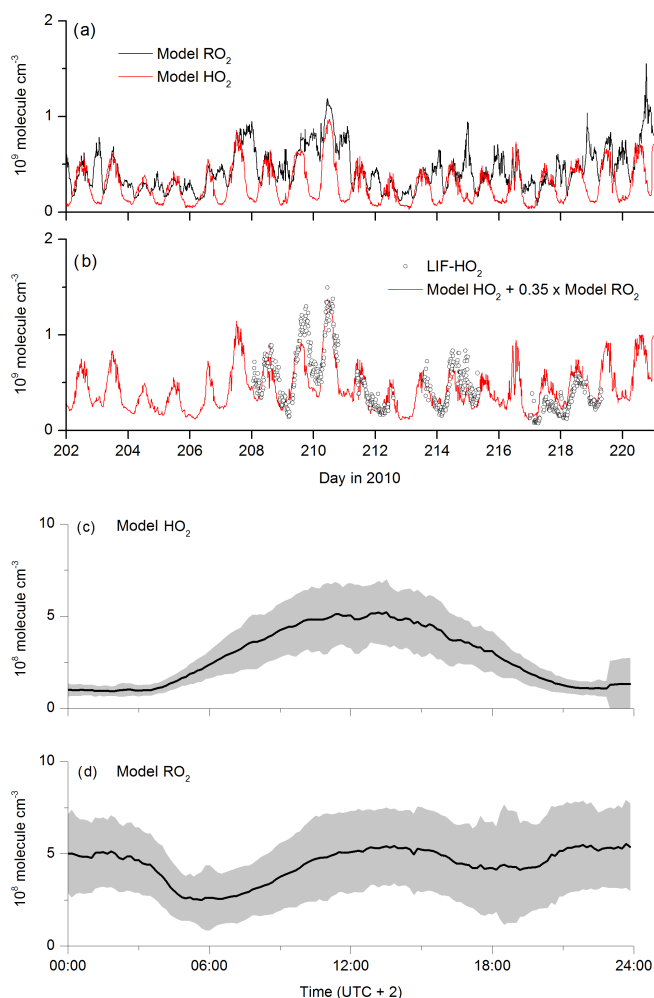 2
(a)
Model RO2
Model HO2
1
10^9 molecule cm^-3
0
2
(b)
LIF-HO2
Model HO2 + 0.35 x Model RO2
1
10^9 molecule cm^-3
0
202 204 206 208 210 212 214 216 218 220
Day in 2010
10
(c) Model HO2
5
10^8 molecule cm^-3
0
10
(d) Model RO2
5
10^8 molecule cm^-3
0
00:00 06:00 12:00 18:00 24:00
Time (UTC + 2)